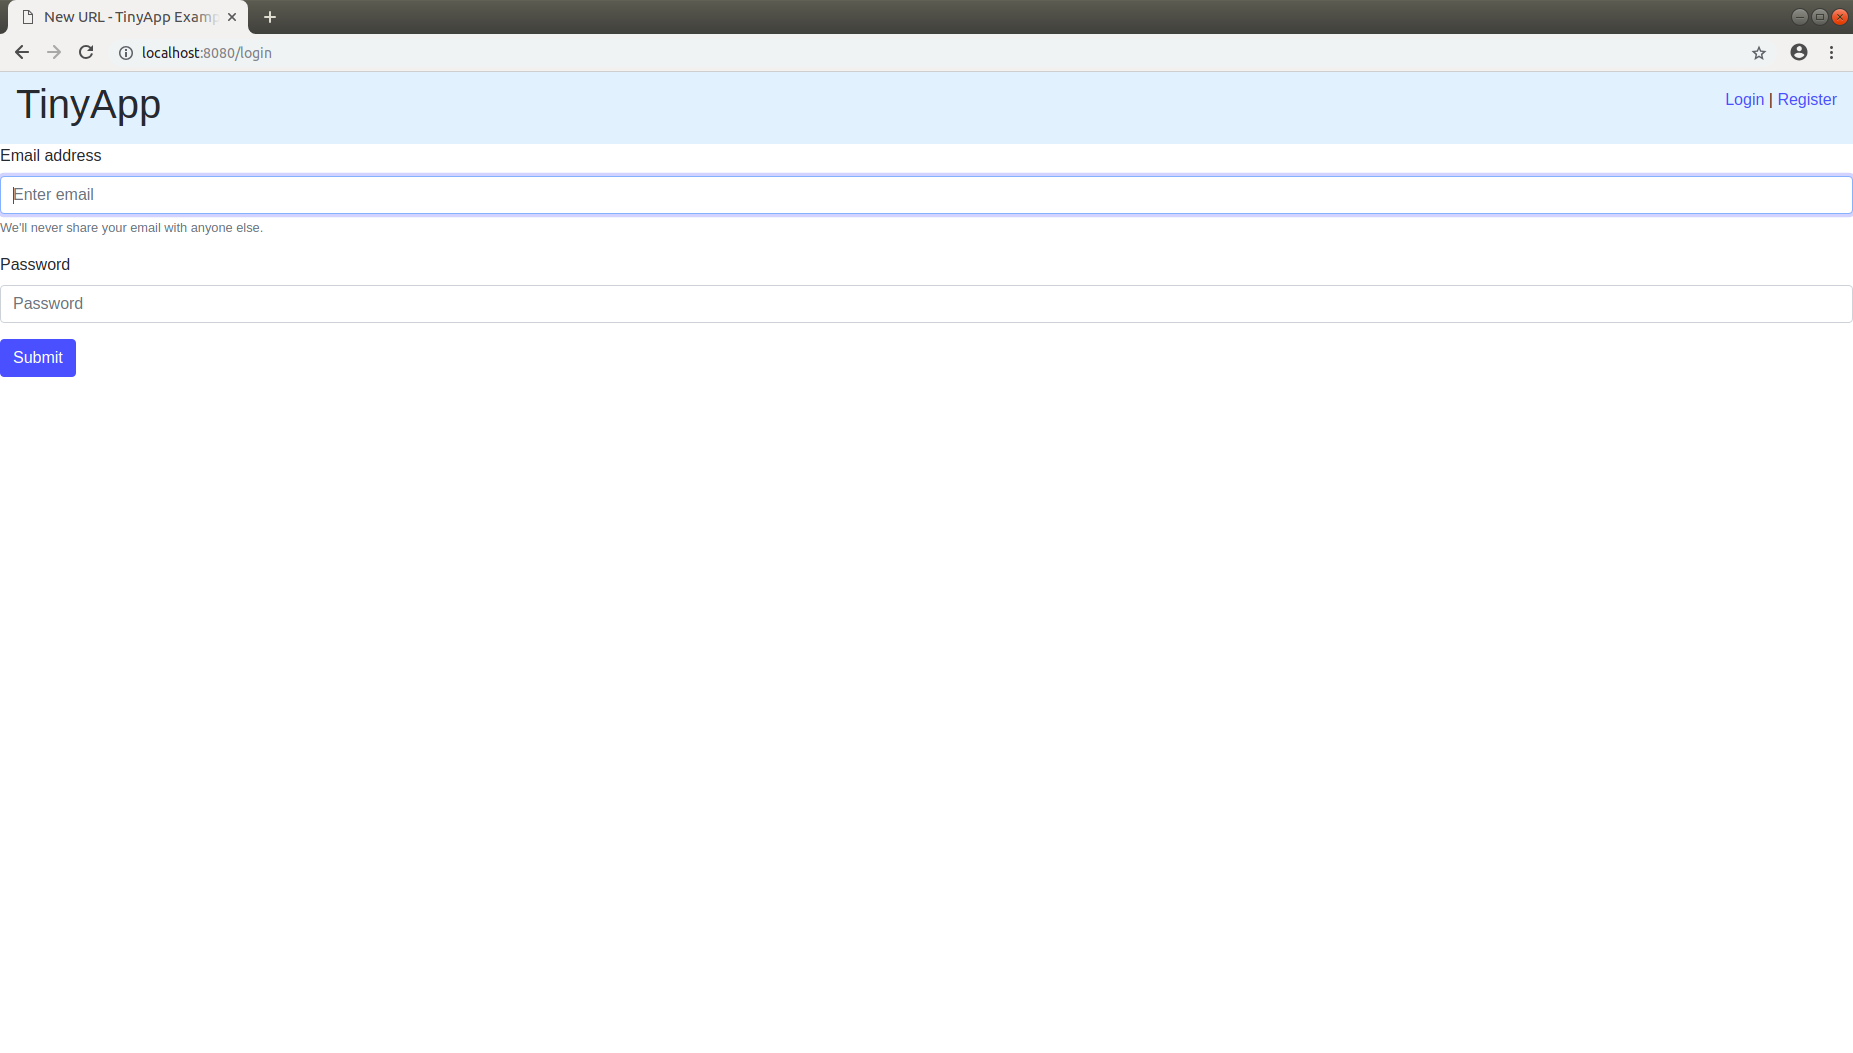 New URL - TinyApp Examp
localhost:8080/login
TinyApp
Login | Register
Email address
Enter email
We'll never share your email with anyone else.
Password
Password
Submit